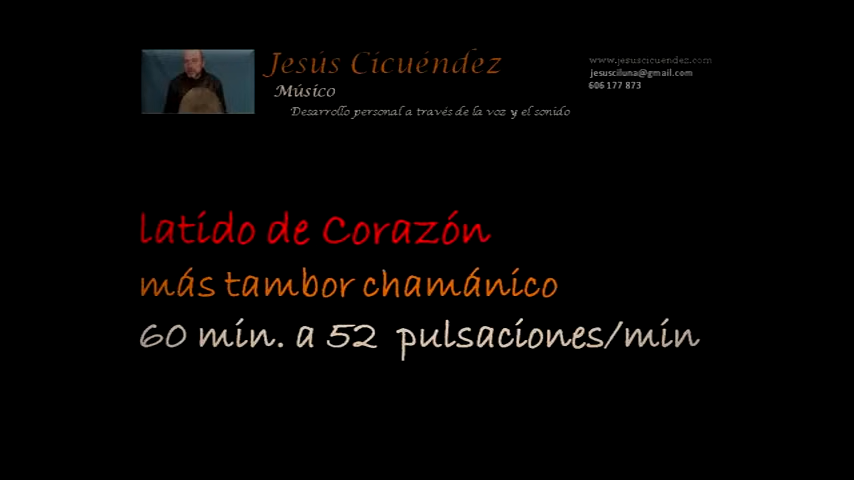 Jesús Cicuéndez
Músico
Desarrollo personal a través de la voz y el sonido
www.jesuscicuendez.com
jesusciluna@gmail.com
606 177 873
latido de Corazón
más tambor chamánico
60 min. a 52 pulsaciones/min